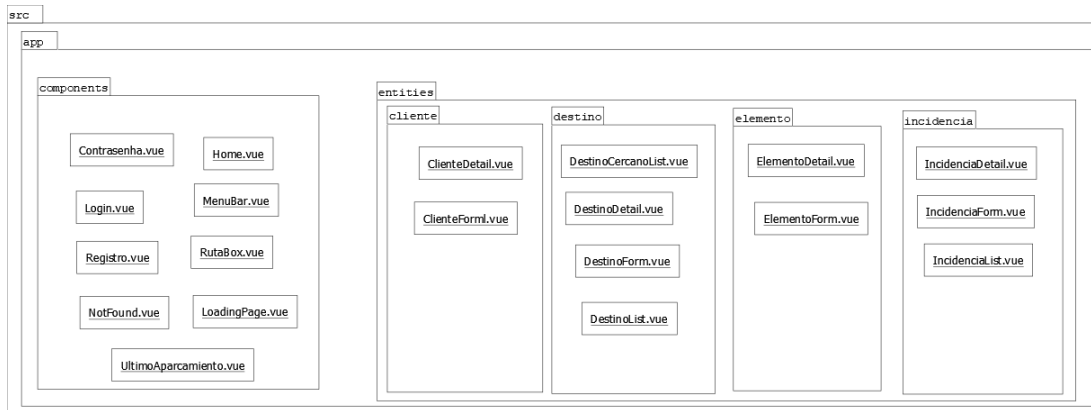 src
app
components
Contrasenha.vue
Home.vue
Login.vue
MenuBar.vue
Registro.vue
RutaBox.vue
NotFound.vue
LoadingPage.vue
UltimoAparcamiento.vue
entities
cliente
ClienteDetail.vue
ClienteForml.vue
destino
DestinoCercanoList.vue
DestinoDetail.vue
DestinoForm.vue
DestinoList.vue
elemento
ElementoDetail.vue
ElementoForm.vue
incidencia
IncidenciaDetail.vue
IncidenciaForm.vue
IncidenciaList.vue